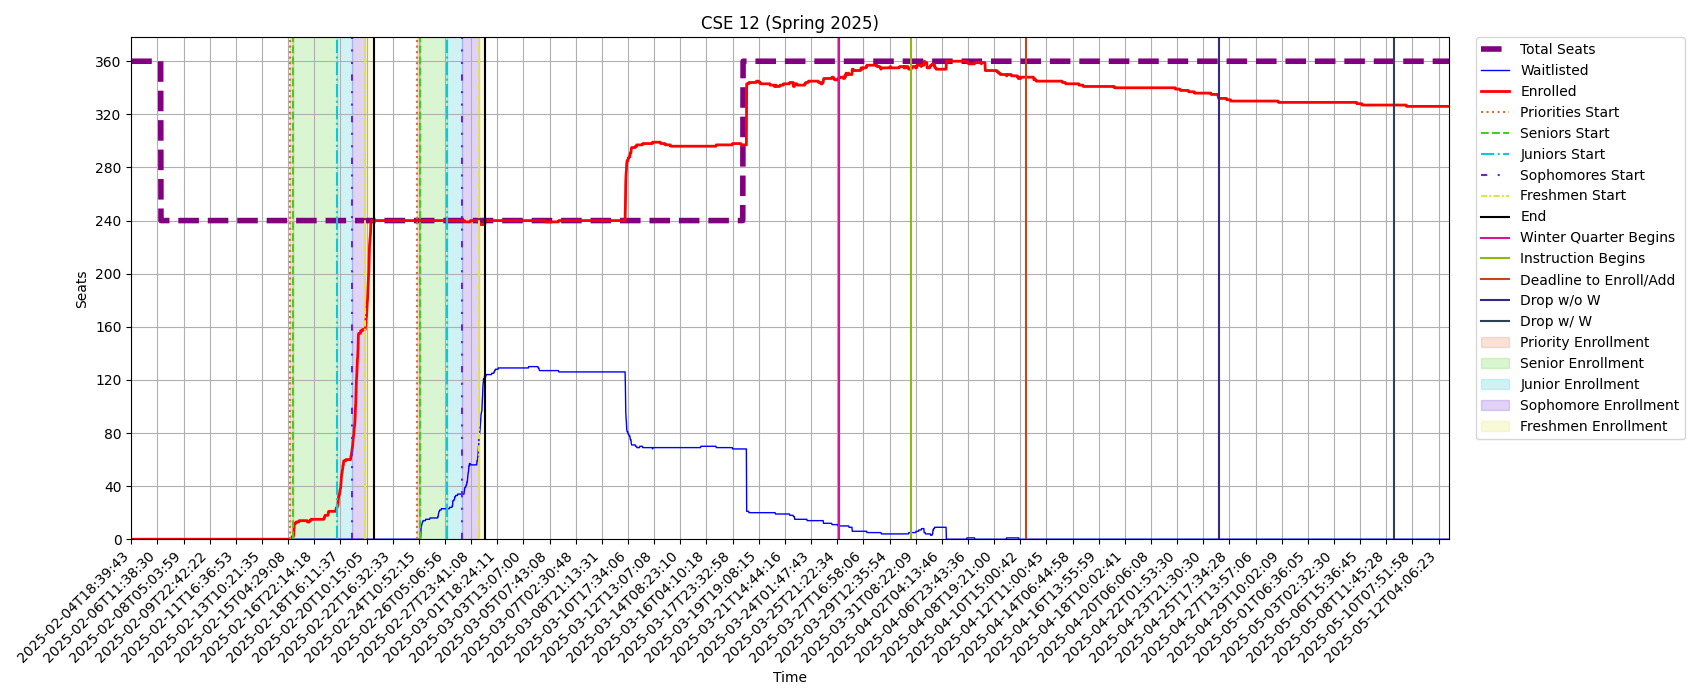 CSE 12 (Spring 2025)
Seats
360
320
280
240
200
160
120
80
40
0
2025-02-04T18:39:43
2025-02-06T11:38:30
2025-02-08T05:03:59
2025-02-09T22:42:22
2025-02-11T16:36:53
2025-02-13T10:21:35
2025-02-15T04:29:08
2025-02-16T22:14:18
2025-02-18T16:11:37
2025-02-20T10:15:05
2025-02-22T16:32:33
2025-02-24T10:52:15
2025-02-26T05:06:56
2025-02-27T23:41:05
2025-03-01T18:24:11
2025-03-03T13:07:00
2025-03-05T07:43:08
2025-03-07T02:30:48
2025-03-08T21:13:31
2025-03-10T17:34:06
2025-03-12T13:07:08
2025-03-14T08:23:10
2025-03-16T04:10:18
2025-03-17T23:32:58
2025-03-19T19:08:15
2025-03-21T14:44:16
2025-03-24T01:47:43
2025-03-25T21:22:34
2025-03-27T16:58:06
2025-03-29T12:35:54
2025-03-31T08:22:09
2025-04-02T04:13:46
2025-04-06T23:43:36
2025-04-08T19:21:00
2025-04-10T15:00:42
2025-04-12T11:00:45
2025-04-14T06:44:58
2025-04-16T13:55:59
2025-04-18T10:02:41
2025-04-20T06:06:08
2025-04-22T01:53:30
2025-04-23T21:30:30
2025-04-25T17:34:28
2025-04-27T13:57:06
2025-04-29T10:02:09
2025-05-01T06:36:05
2025-05-03T02:32:30
2025-05-06T15:36:45
2025-05-08T11:45:28
2025-05-10T07:51:58
2025-05-12T04:06:23
Time
Total Seats
Waitlisted
Enrolled
Priorities Start
Seniors Start
Juniors Start
Sophomores Start
Freshmen Start
End
Winter Quarter Begins
Instruction Begins
Deadline to Enroll/Add
Drop w/o W
Drop w/ W
Priority Enrollment
Senior Enrollment
Junior Enrollment
Sophomore Enrollment
Freshmen Enrollment